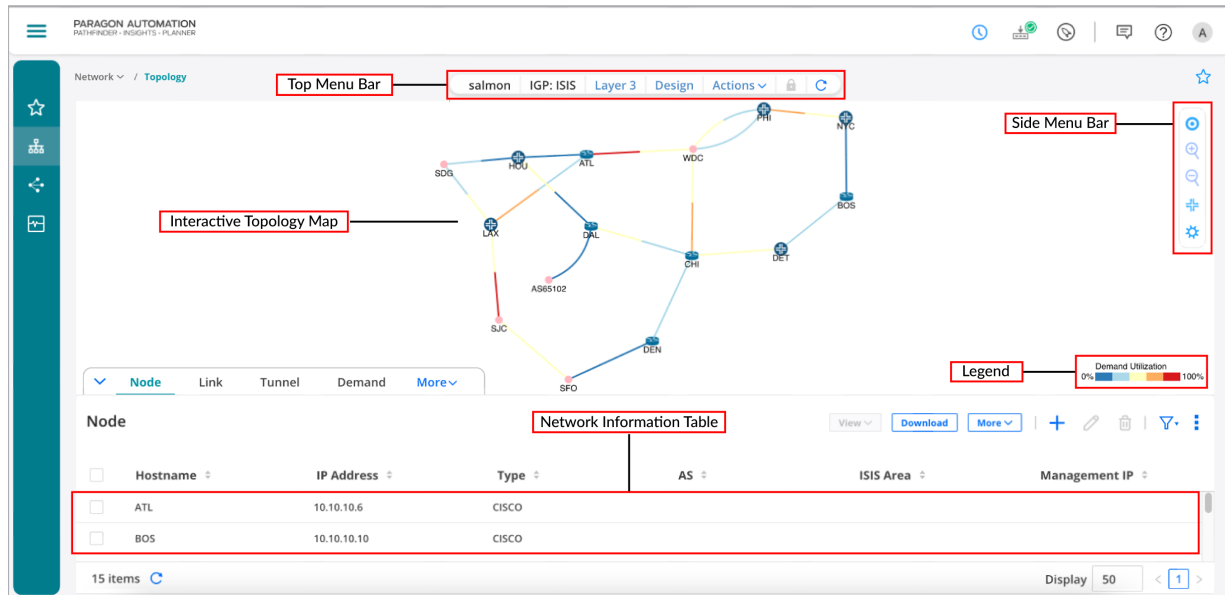 PARAGON AUTOMATION
PATHFINDER - INSIGHTS - PLANNER
A
Network / Topology
Top Menu Bar
salmon IGP: ISIS Layer 3 Design Actions
Side Menu Bar
PHI
NYC
WDC
HOU
ATL
SDG
BOS
Interactive Topology Map
LAX
DAL
CHI
DET
AS65102
SJC
DEN
SFO
Legend
Demand Utilization
0% 100%
Node Link Tunnel Demand More
Node
Network Information Table
View Download More
Hostname IP Address Type AS ISIS Area Management IP
ATL 10.10.10.6 CISCO
BOS 10.10.10.10 CISCO
15 items
Display 50 < 1 >